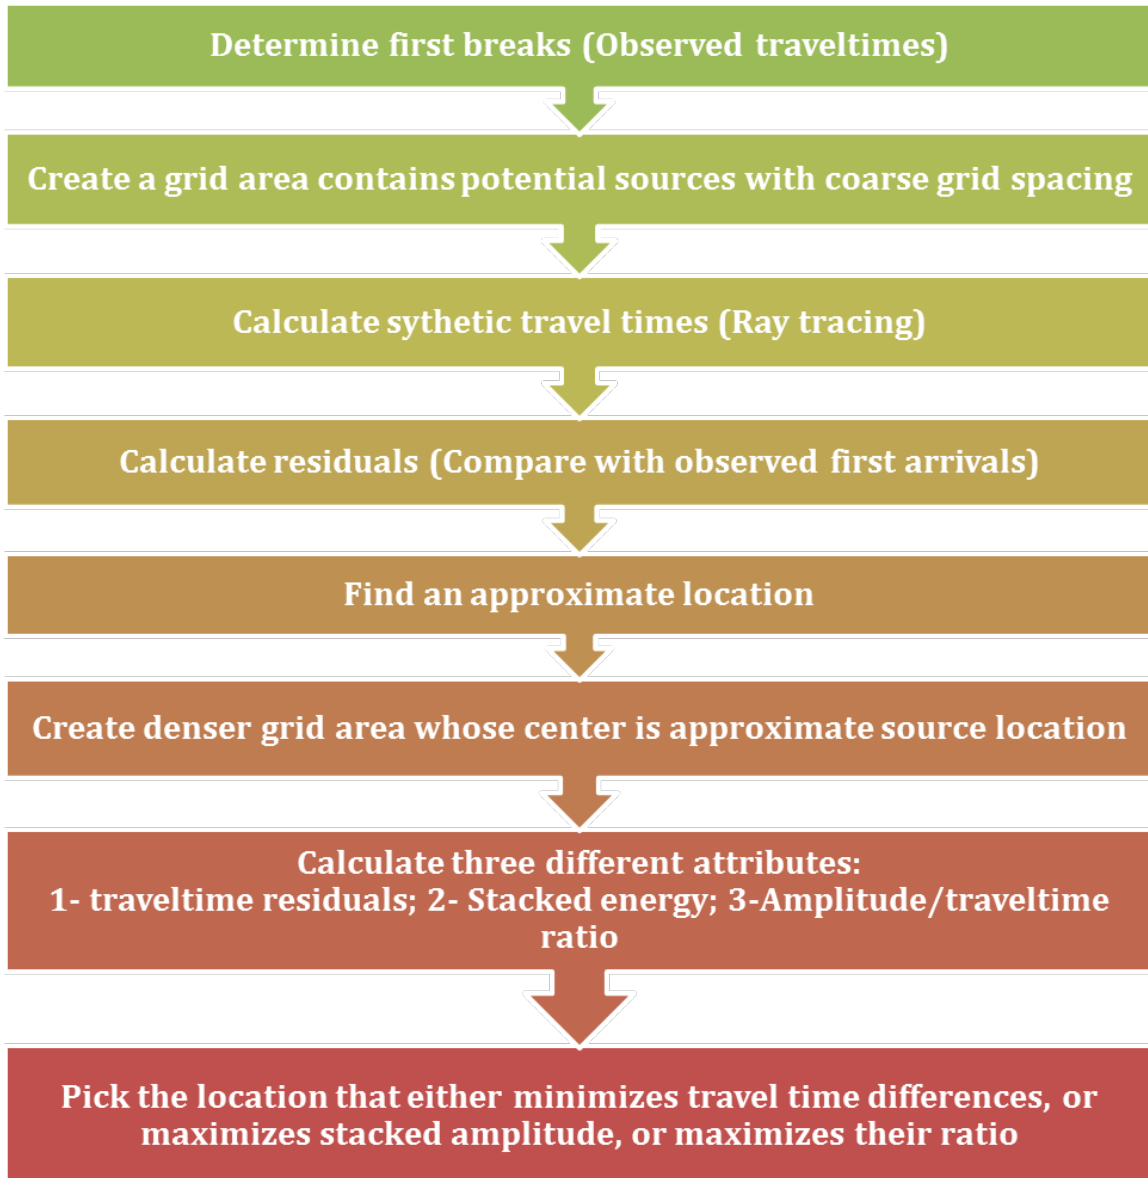 Determine first breaks (Observed traveltimes)
Create a grid area contains potential sources with coarse grid spacing
Calculate sythetic travel times (Ray tracing)
Calculate residuals (Compare with observed first arrivals)
Find an approximate location
Create denser grid area whose center is approximate source location
Calculate three different attributes:
1- traveltime residuals; 2- Stacked energy; 3-Amplitude/traveltime
ratio
Pick the location that either minimizes travel time differences, or
maximizes stacked amplitude, or maximizes their ratio